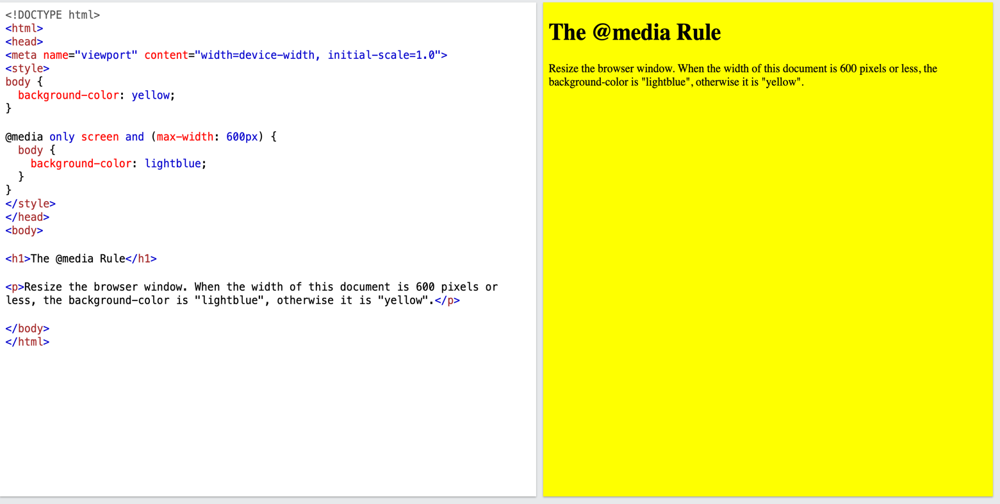 <!DOCTYPE html>
<html>
<head>
<meta name="viewport" content="width=device-width, initial-scale=1.0">
<style>
body {
  background-color: yellow;
}

@media only screen and (max-width: 600px) {
  body {
    background-color: lightblue;
  }
}
</style>
</head>
<body>

<h1>The @media Rule</h1>

<p>Resize the browser window. When the width of this document is 600 pixels or
less, the background-color is "lightblue", otherwise it is "yellow".</p>

</body>
</html>
The @media Rule
Resize the browser window. When the width of this document is 600 pixels or less, the
background-color is "lightblue", otherwise it is "yellow".